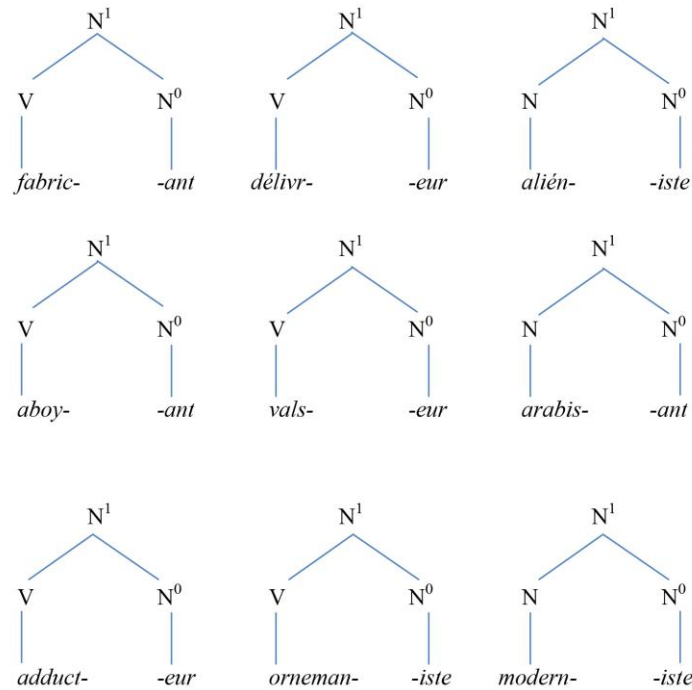 N¹ N¹ N¹
V N⁰ V N⁰ N N⁰
fabric- -ant délivr- -eur alién- -iste
N¹ N¹ N¹
V N⁰ V N⁰ N N⁰
aboy- -ant vals- -eur arabis- -ant
N¹ N¹ N¹
V N⁰ V N⁰ N N⁰
adduct- -eur orneman- -iste modern- -iste